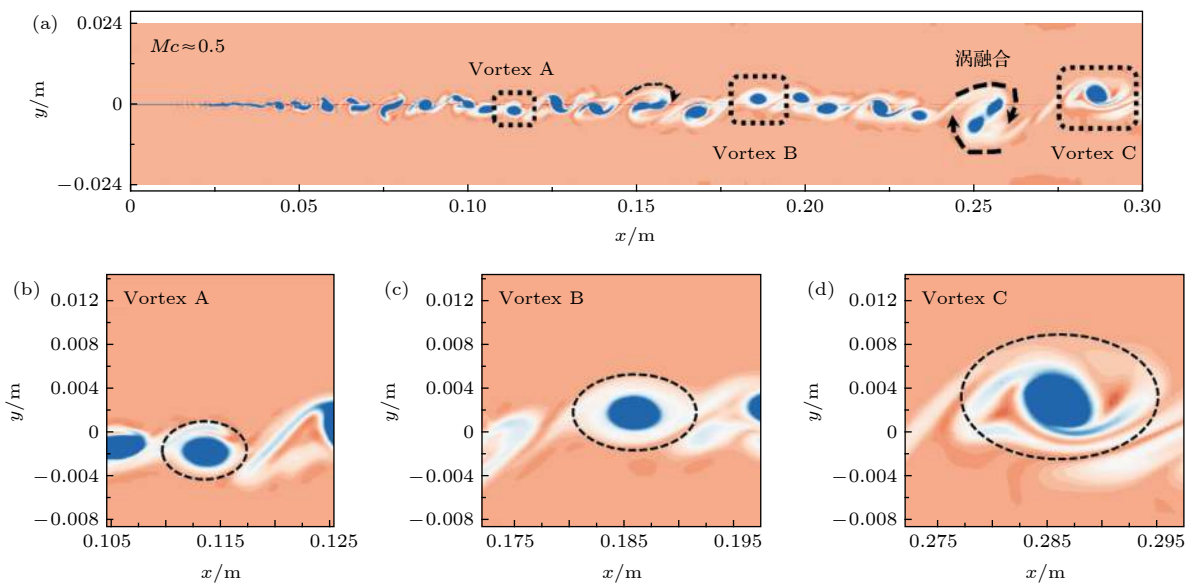 (a)
0.024
0
−0.024
y/m
Mc≈0.5
Vortex A
Vortex B
涡融合
Vortex C
0
0.05
0.10
0.15
0.20
0.25
0.30
x/m
(b)
Vortex A
0.012
0.008
0.004
0
−0.004
−0.008
y/m
0.105
0.115
0.125
x/m
(c)
Vortex B
0.012
0.008
0.004
0
−0.004
−0.008
y/m
0.175
0.185
0.195
x/m
(d)
Vortex C
0.012
0.008
0.004
0
−0.004
−0.008
y/m
0.275
0.285
0.295
x/m